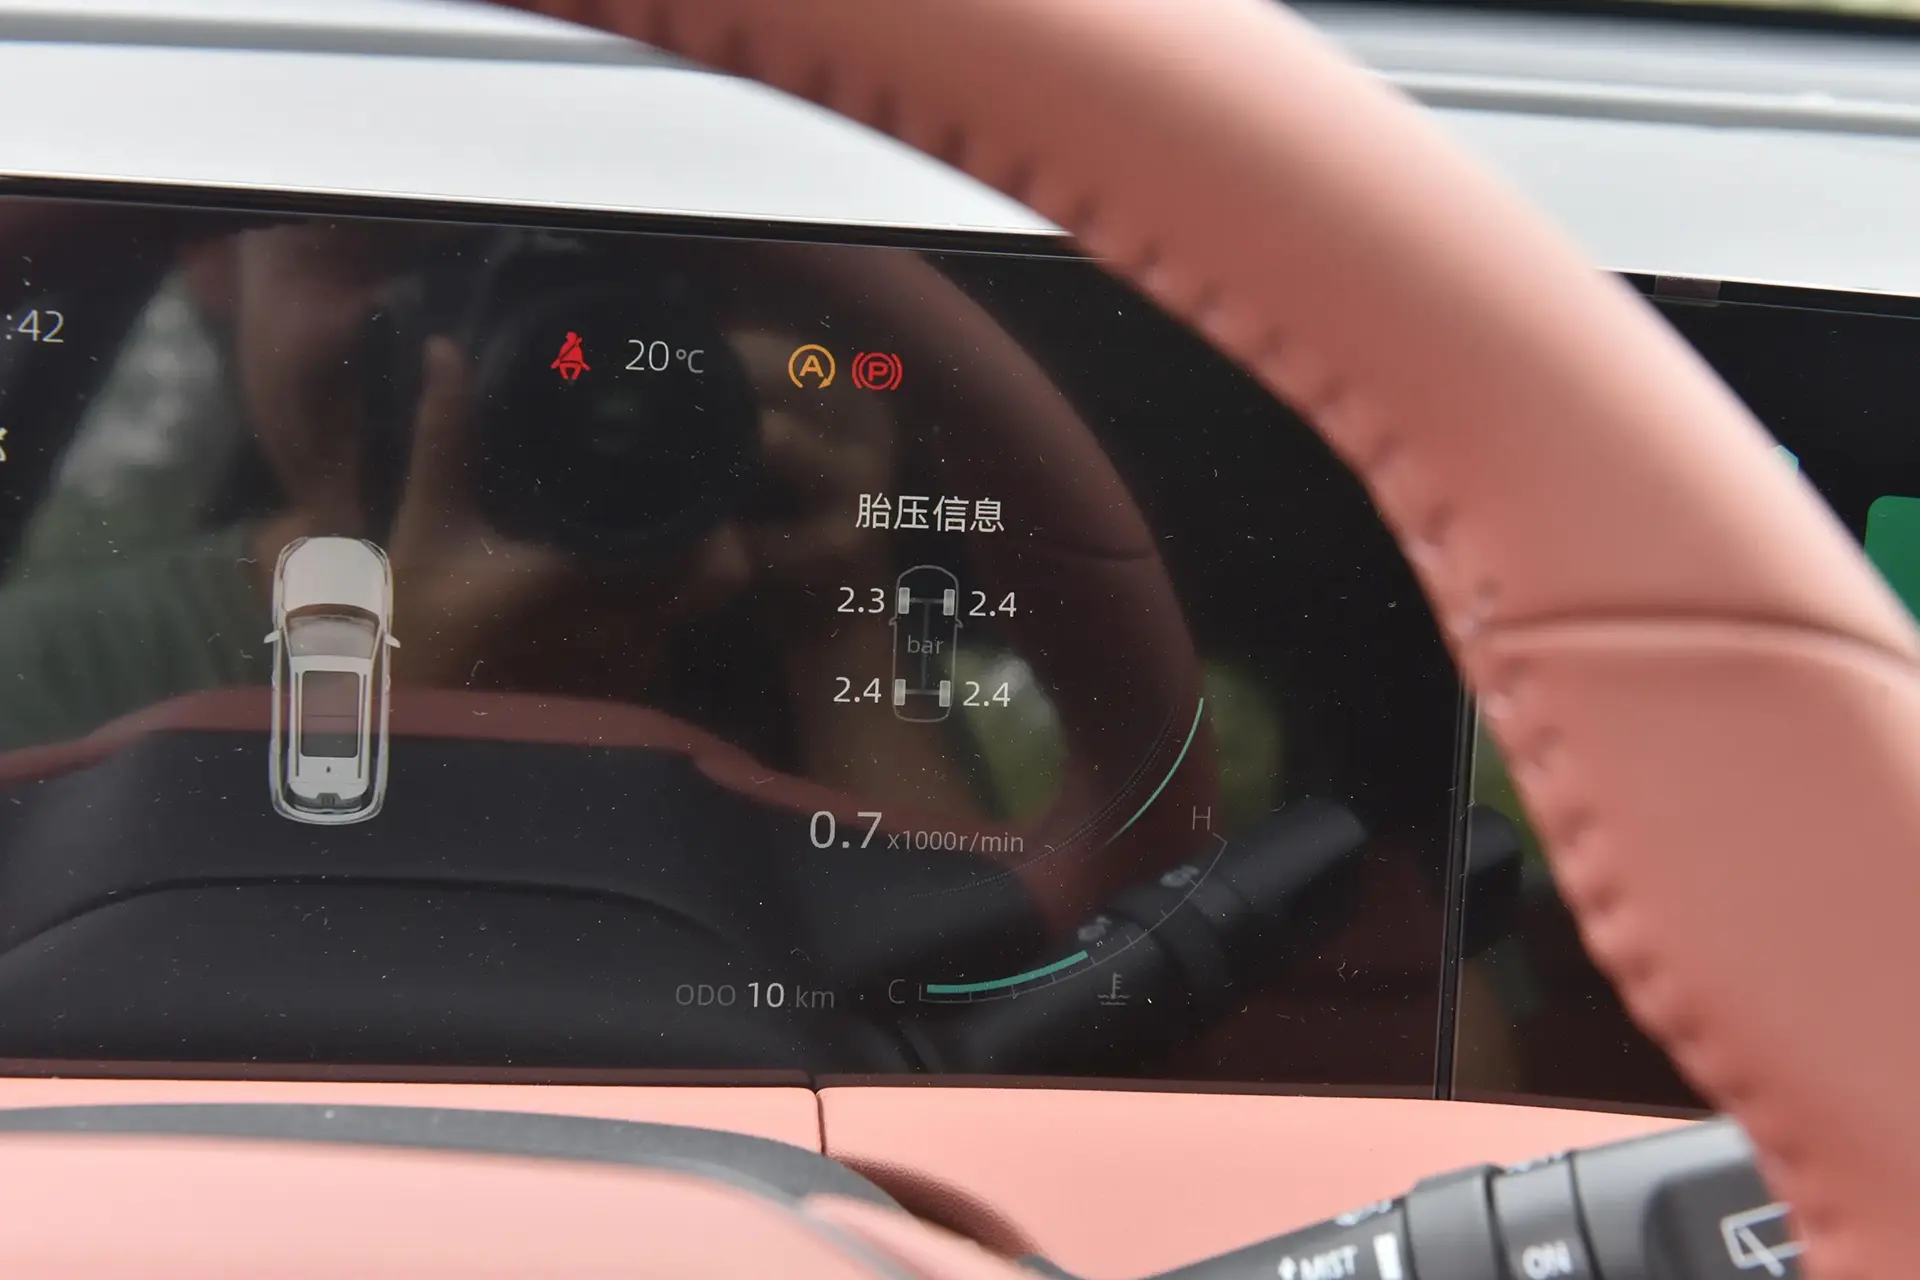 :42
20℃
A
P
胎压信息
2.3 2.4
bar
2.4 2.4
0.7 x1000r/min
H
ODO 10 km
C
MIST
ON